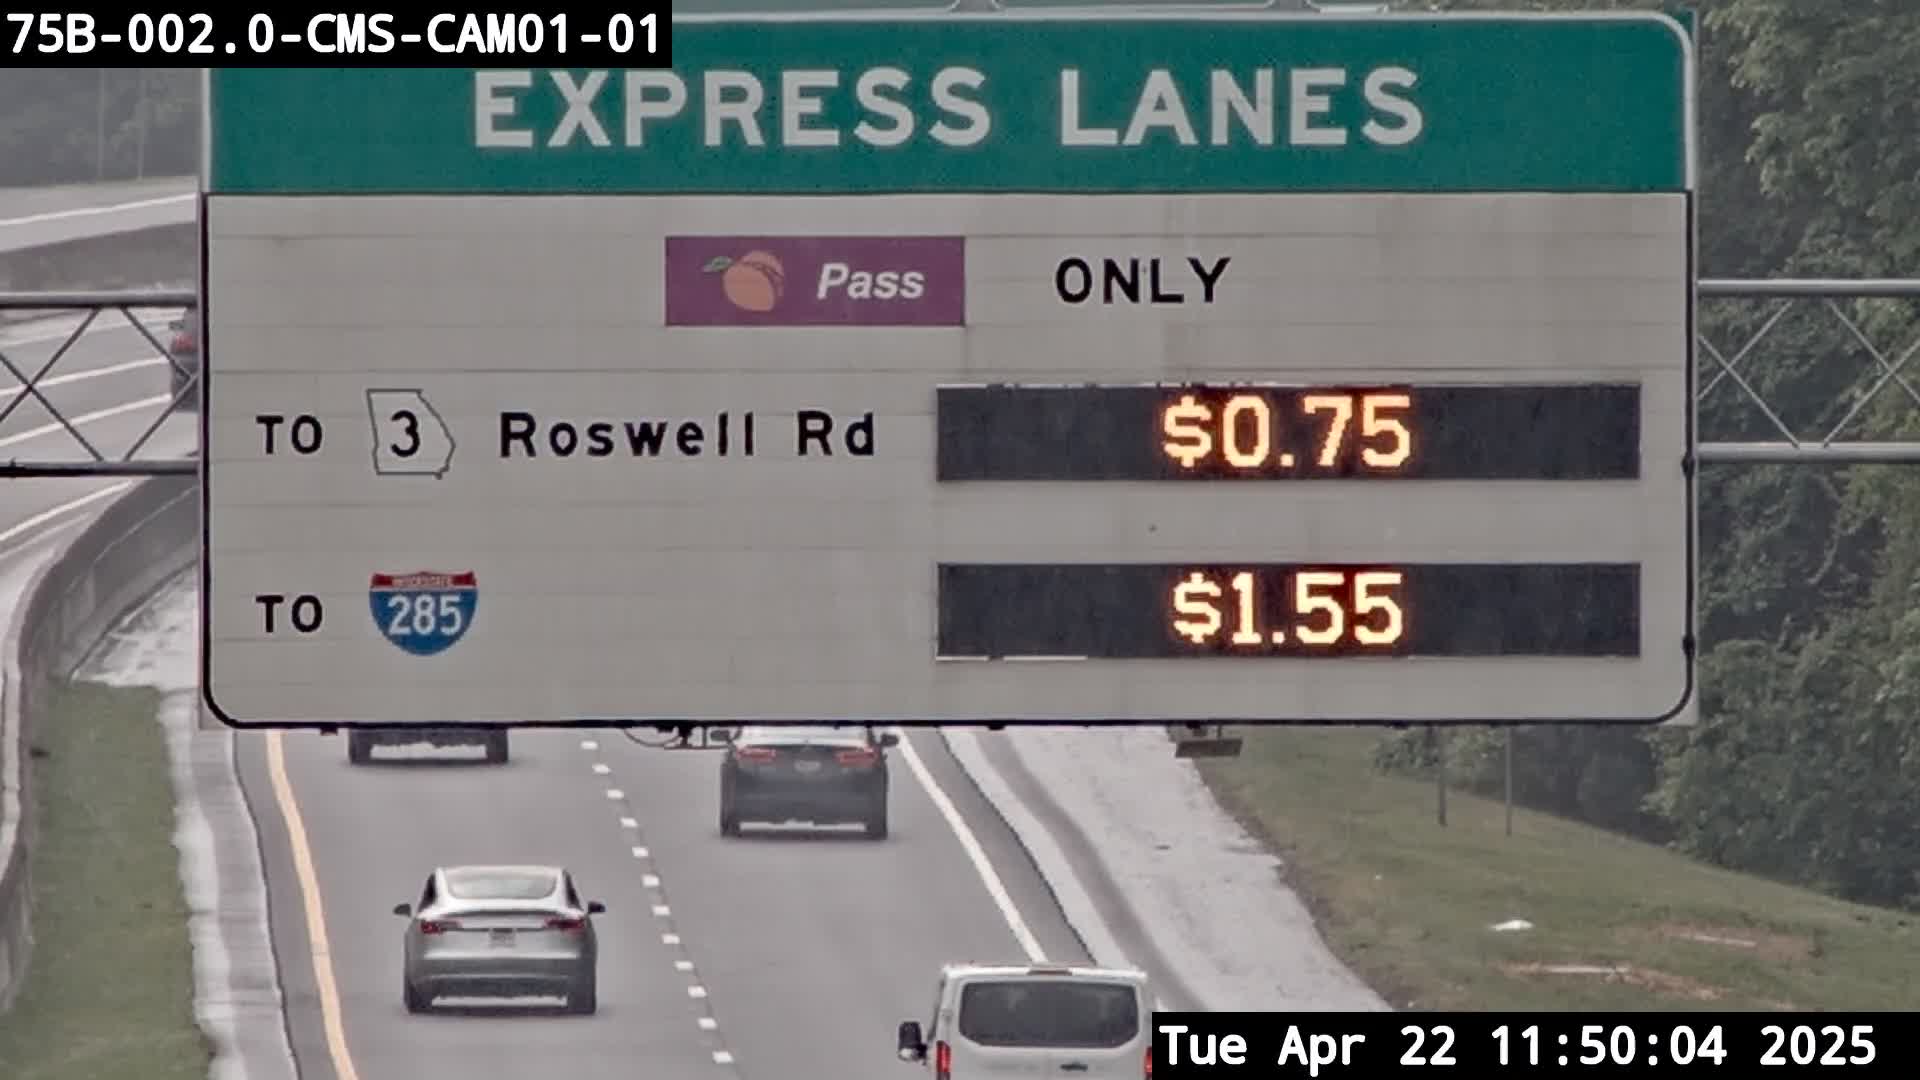 75B-002.0-CMS-CAM01-01
EXPRESS LANES
Pass ONLY
TO 3 Roswell Rd $0.75
INTERSTATE
TO 285 $1.55
Tue Apr 22 11:50:04 2025